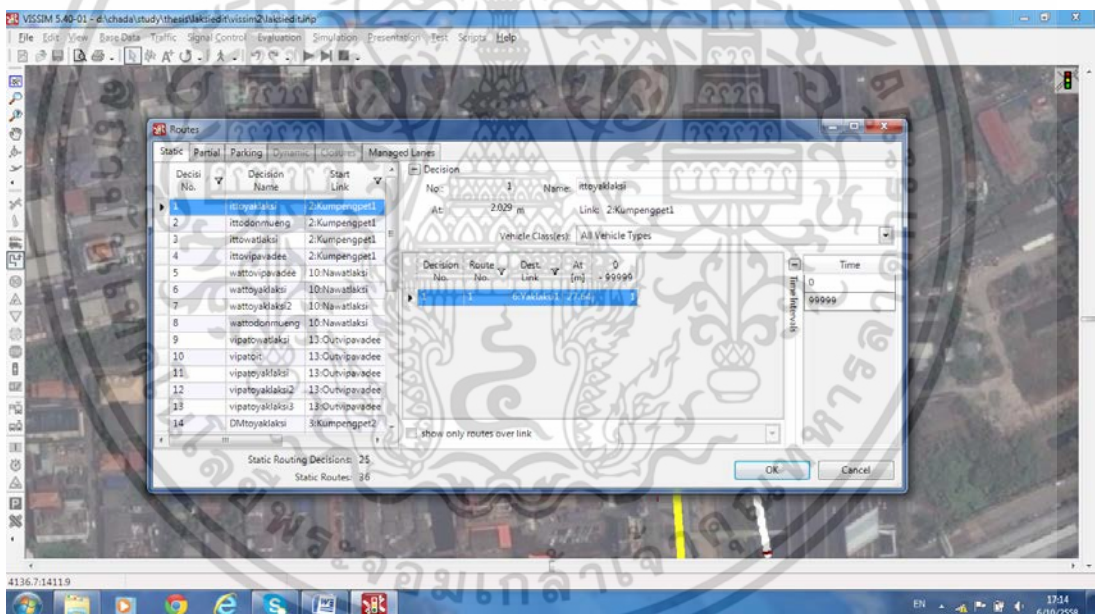 VISSIM 5.40-01 - d:\chada\study\thesis\laksiedit\vissim2\laksiedit.inp
File Edit View Base Data Traffic Signal Control Evaluation Simulation Presentation Test Scripts Help
Routes
Static Partial Parking Dynamic Closures Managed Lanes
Decisi No. Decision Name Start Link
1 ittoyaklaksi 2:Kumpengpet1
2 ittodonmueng 2:Kumpengpet1
3 ittowatlaksi 2:Kumpengpet1
4 ittovipavadee 2:Kumpengpet1
5 wattovipavadee 10:Nawatlaksi
6 wattoyaklaksi 10:Nawatlaksi
7 wattoyaklaksi2 10:Nawatlaksi
8 wattodonmueng 10:Nawatlaksi
9 vipatowatlaksi 13:Outvipavadee
10 vipatoit 13:Outvipavadee
11 vipatoyaklaksi 13:Outvipavadee
12 vipatoyaklaksi2 13:Outvipavadee
13 vipatoyaklaksi3 13:Outvipavadee
14 DMtoyaklaksi 3:Kumpengpet2
Static Routing Decisions: 25
Static Routes: 36
Decision
No.: 1 Name: ittoyaklaksi
At: 2.029 m Link: 2:Kumpengpet1
Vehicle Class(es): All Vehicle Types
Decision No. Route No. Dest. Link At [m] 0 - 99999
1 1 6:Yaklaksi1 27.64 1
Time Intervals
Time
0
99999
show only routes over link
OK Cancel
4136.7:1411.9
EN 17:14
6/10/2558